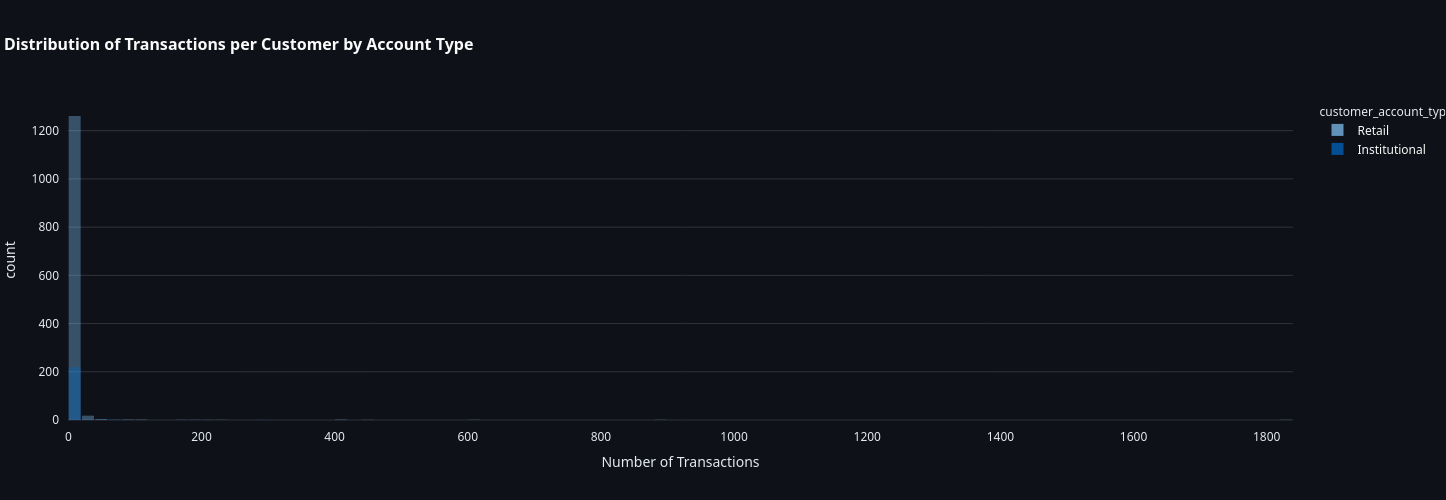 Distribution of Transactions per Customer by Account Type
customer_account_typ
Retail
Institutional
count
1200
1000
800
600
400
200
0
0 200 400 600 800 1000 1200 1400 1600 1800
Number of Transactions